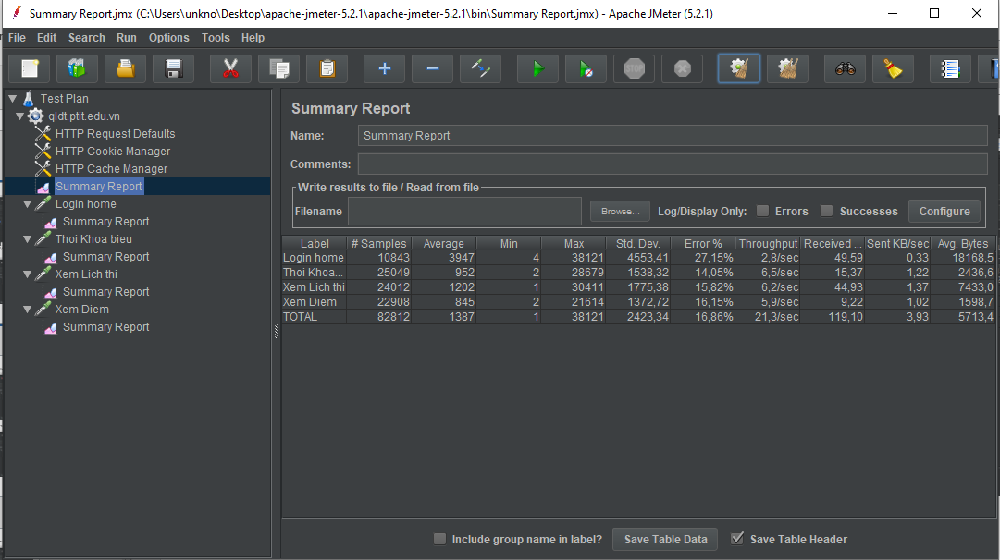 Summary Report.jmx (C:\Users\unkno\Desktop\apache-jmeter-5.2.1\apache-jmeter-5.2.1\bin\Summary Report.jmx) - Apache JMeter (5.2.1)
File Edit Search Run Options Tools Help
STOP
Test Plan
qldt.ptit.edu.vn
HTTP Request Defaults
HTTP Cookie Manager
HTTP Cache Manager
Summary Report
Login home
Summary Report
Thoi Khoa bieu
Summary Report
Xem Lich thi
Summary Report
Xem Diem
Summary Report
Summary Report
Name: Summary Report
Comments:
Write results to file / Read from file
Filename Browse... Log/Display Only: Errors Successes Configure
Label # Samples Average Min Max Std. Dev. Error % Throughput Received ... Sent KB/sec Avg. Bytes
Login home 10843 3947 4 38121 4553,41 27,15% 2,8/sec 49,59 0,33 18168,5
Thoi Khoa... 25049 952 2 28679 1538,32 14,05% 6,5/sec 15,37 1,22 2436,6
Xem Lich thi 24012 1202 1 30411 1775,38 15,82% 6,2/sec 44,93 1,37 7433,0
Xem Diem 22908 845 2 21614 1372,72 16,15% 5,9/sec 9,22 1,02 1598,7
TOTAL 82812 1387 1 38121 2423,34 16,86% 21,3/sec 119,10 3,93 5713,4
Include group name in label? Save Table Data Save Table Header